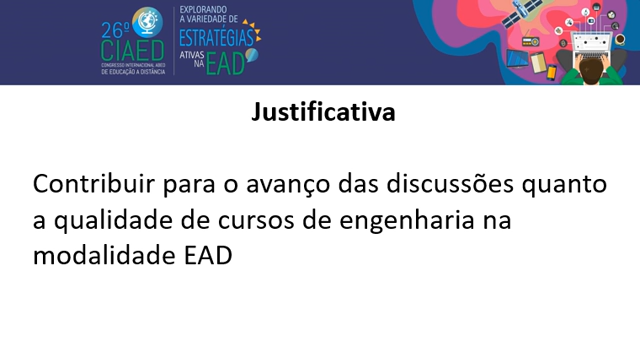 26º
CIAED
CONGRESSO INTERNACIONAL ABED
DE EDUCAÇÃO A DISTÂNCIA
EXPLORANDO
A VARIEDADE DE
ESTRATÉGIAS
ATIVAS
NA
EAD
Justificativa
Contribuir para o avanço das discussões quanto
a qualidade de cursos de engenharia na
modalidade EAD